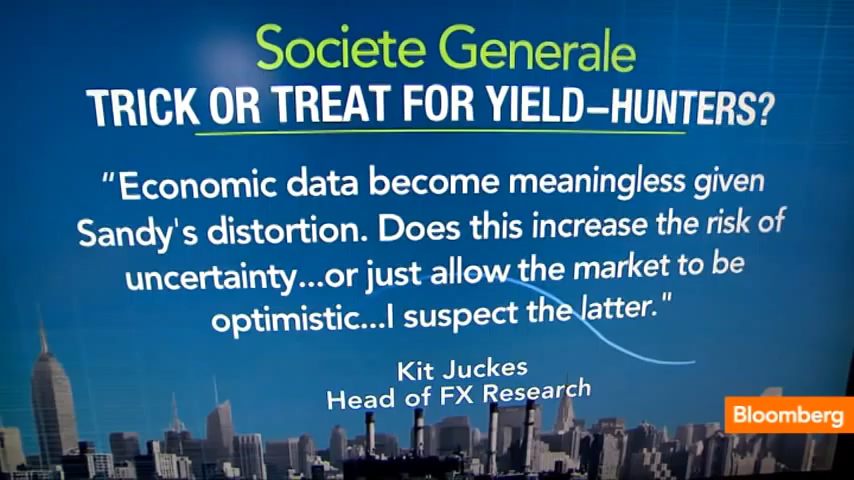 Societe Generale
TRICK OR TREAT FOR YIELD–HUNTERS?
"Economic data become meaningless given
Sandy's distortion. Does this increase the risk of
uncertainty...or just allow the market to be
optimistic...I suspect the latter."
Kit Juckes
Head of FX Research
Bloomberg